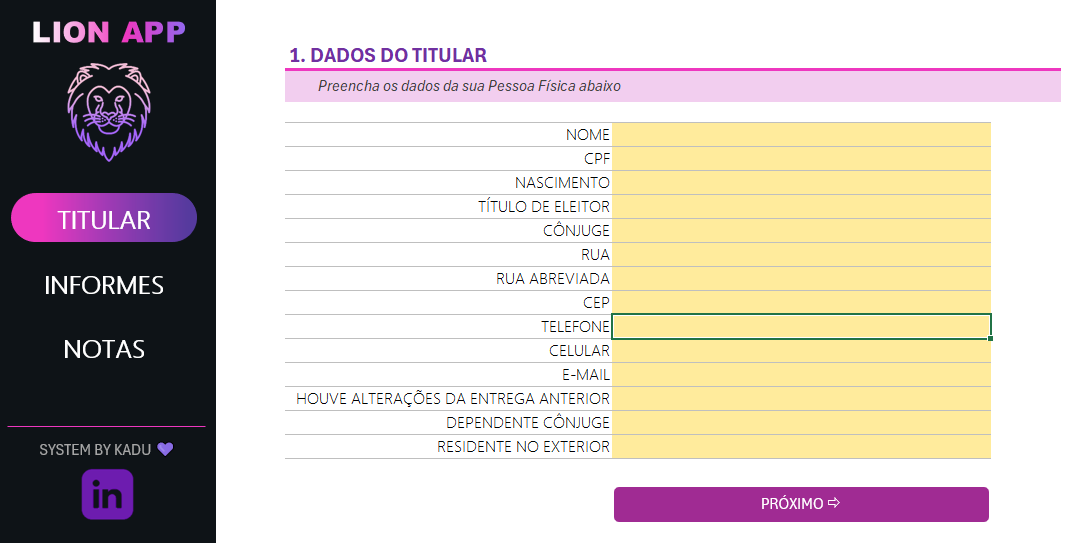 LION APP
TITULAR
INFORMES
NOTAS
SYSTEM BY KADU
in
1. DADOS DO TITULAR
Preencha os dados da sua Pessoa Física abaixo
NOME
CPF
NASCIMENTO
TÍTULO DE ELEITOR
CÔNJUGE
RUA
RUA ABREVIADA
CEP
TELEFONE
CELULAR
E-MAIL
HOUVE ALTERAÇÕES DA ENTREGA ANTERIOR
DEPENDENTE CÔNJUGE
RESIDENTE NO EXTERIOR
PRÓXIMO ⇨